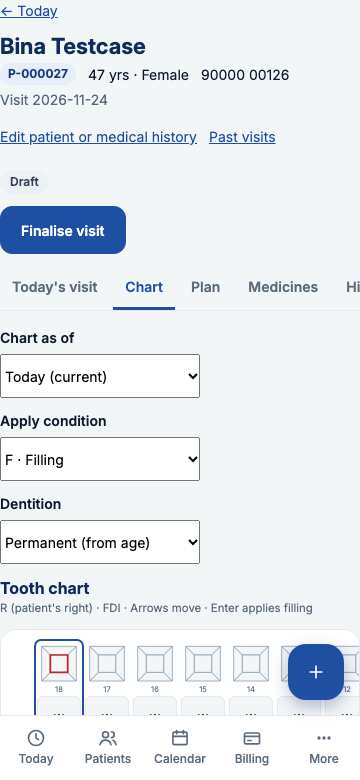 ← Today
Bina Testcase
P-000027 47 yrs · Female 90000 00126
Visit 2026-11-24
Edit patient or medical history Past visits
Draft
Finalise visit
Today's visit Chart Plan Medicines Hi
Chart as of
Today (current)
Apply condition
F · Filling
Dentition
Permanent (from age)
Tooth chart
R (patient's right) · FDI · Arrows move · Enter applies filling
+
18 17 16 15 14 12
Today Patients Calendar Billing More